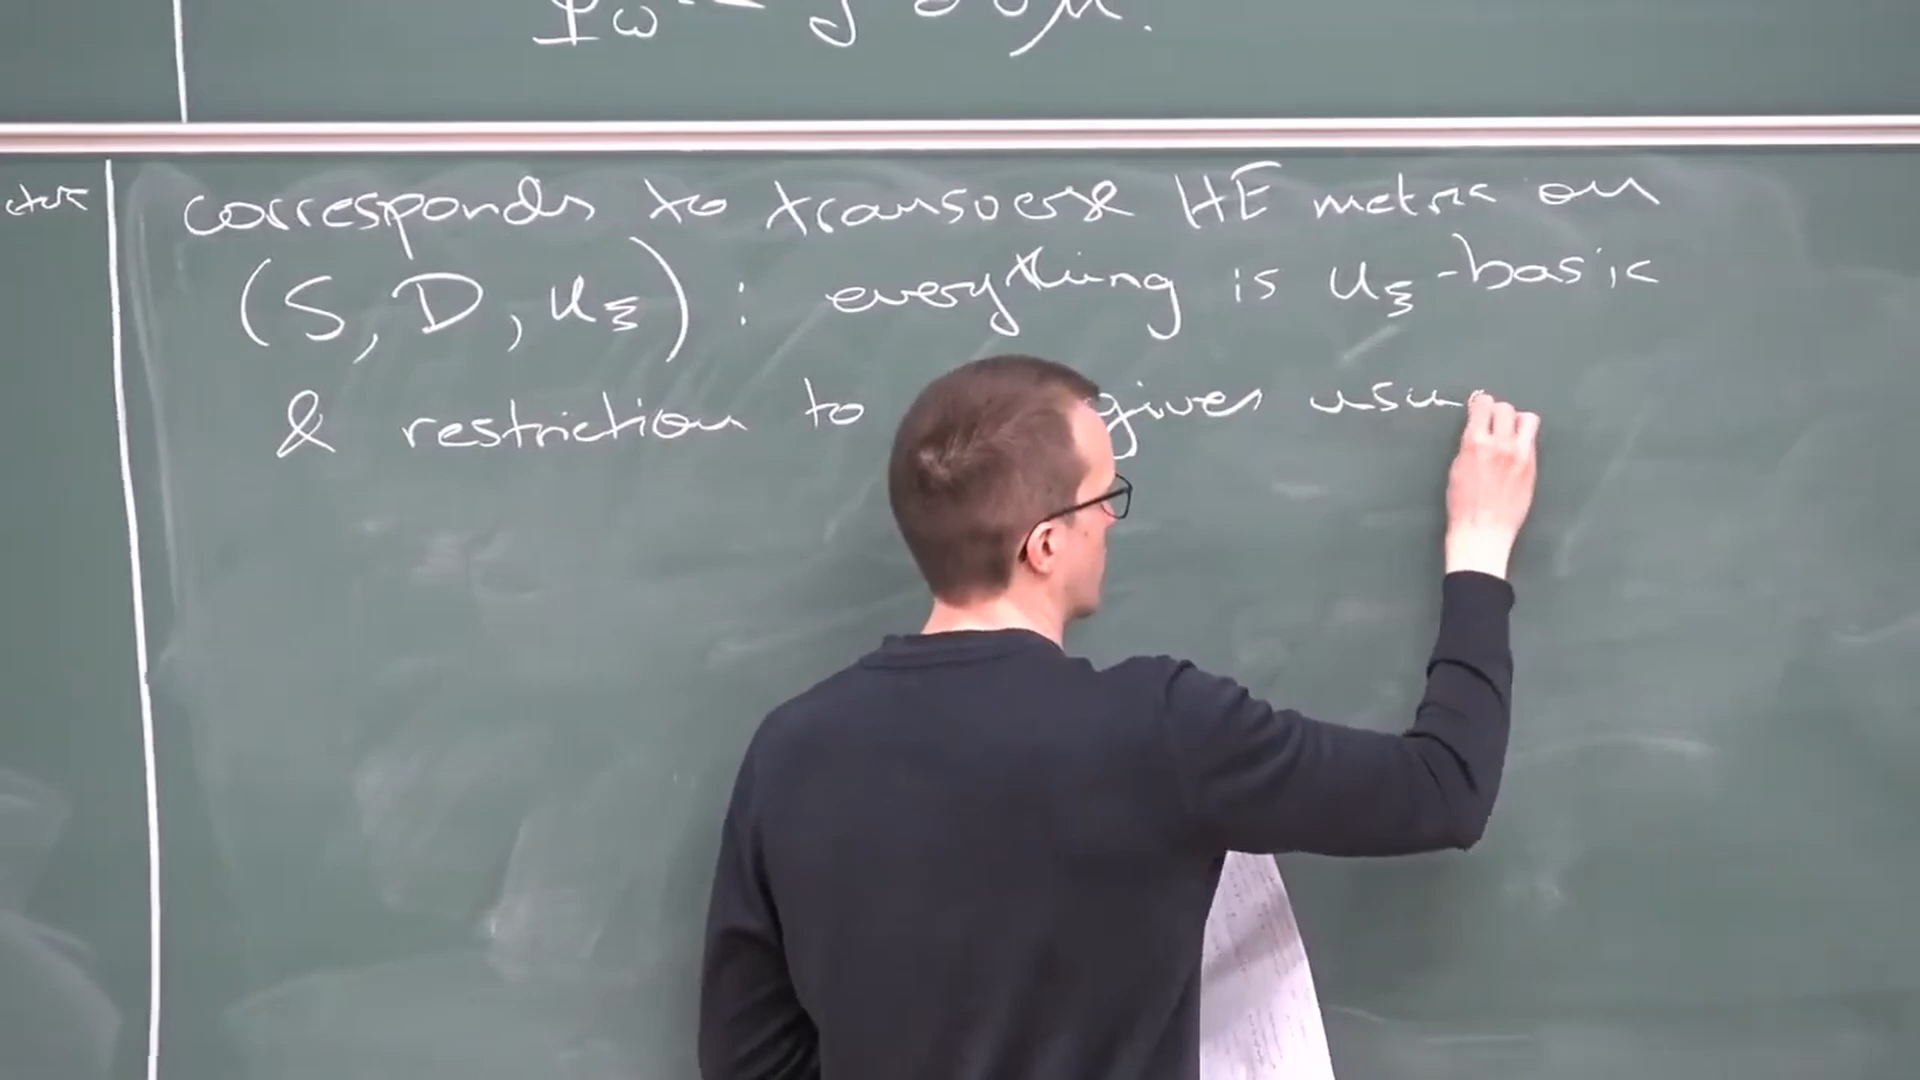 corresponds to transverse HE metric on
(S, D, u_ξ) : everything is u_ξ-basic
& restriction to gives usu